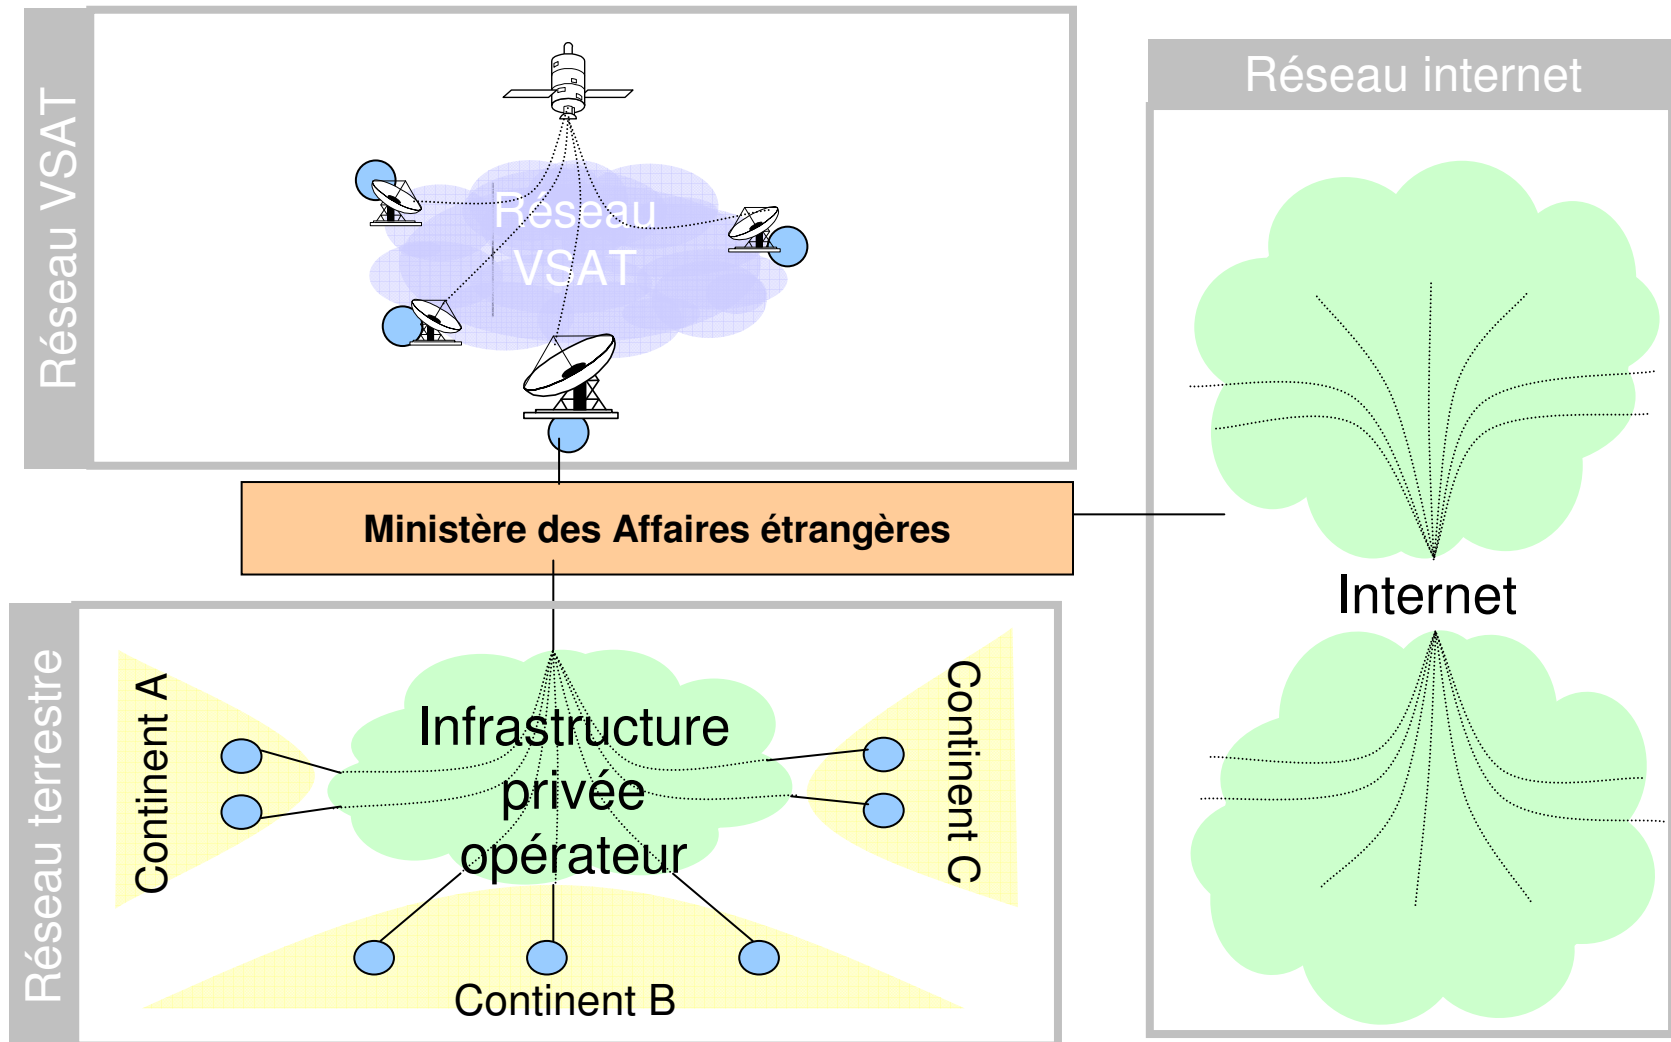 Réseau VSAT
Réseau
VSAT
Réseau internet
Ministère des Affaires étrangères
Internet
Réseau terrestre
Continent A
Infrastructure
privée
opérateur
Continent C
Continent B